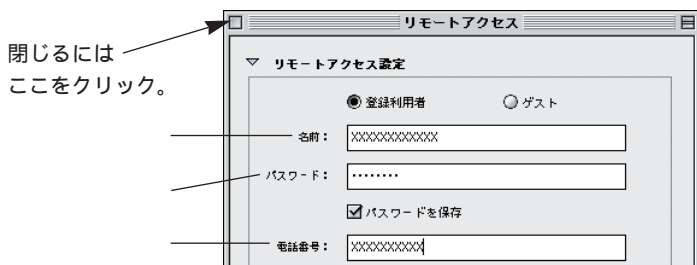 リモートアクセス
閉じるには
ここをクリック。
リモートアクセス設定
登録利用者 ゲスト
名前： XXXXXXXXXXXX
パスワード： ••••••••
パスワードを保存
電話番号： XXXXXXXXXX